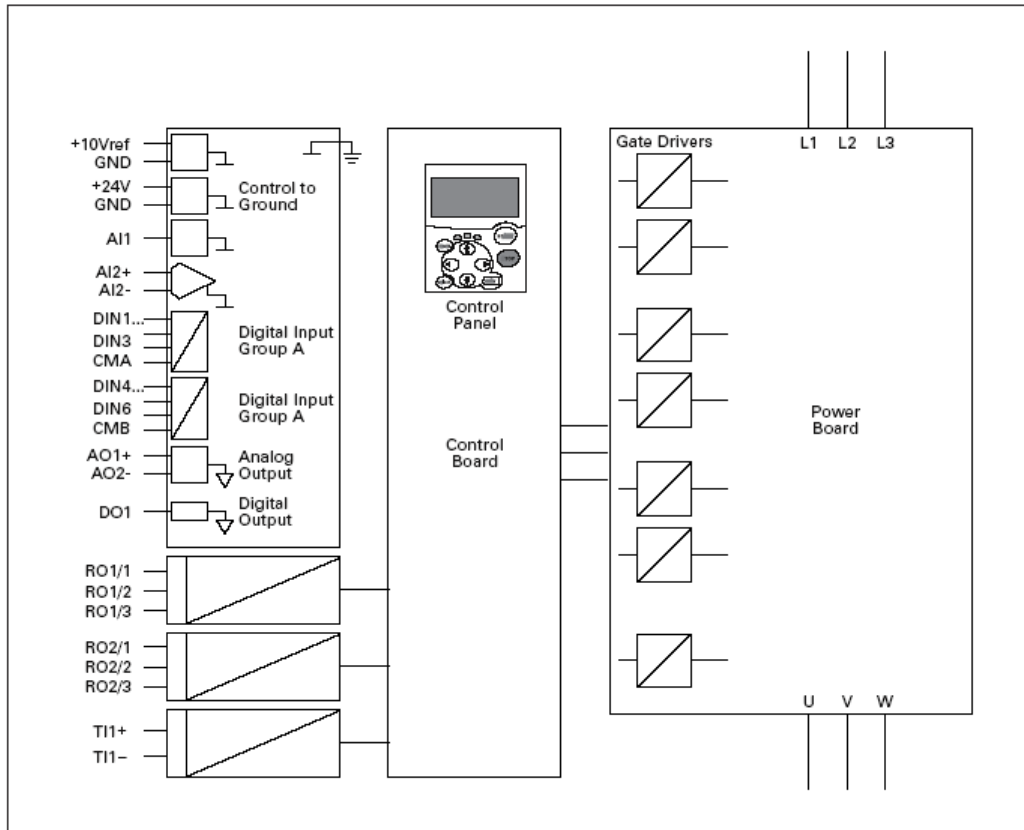 +10Vref
GND
+24V
GND
Control to
Ground
AI1
AI2+
AI2-
DIN1...
DIN3
CMA
Digital Input
Group A
DIN4...
DIN6
CMB
Digital Input
Group A
AO1+
AO2-
Analog
Output
DO1
Digital
Output
RO1/1
RO1/2
RO1/3
RO2/1
RO2/2
RO2/3
TI1+
TI1–
Control
Panel
Control
Board
Gate Drivers
L1 L2 L3
Power
Board
U V W